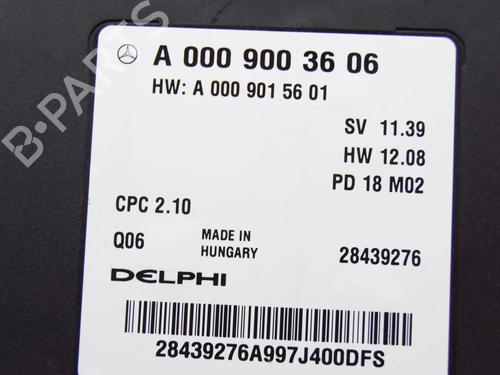 A 000 900 36 06
HW: A 000 901 56 01
SV 11.39
HW 12.08
PD 18 M02
CPC 2.10
Q06
MADE IN
HUNGARY
28439276
DELPHI
28439276A997J400DFS
B-PARTS